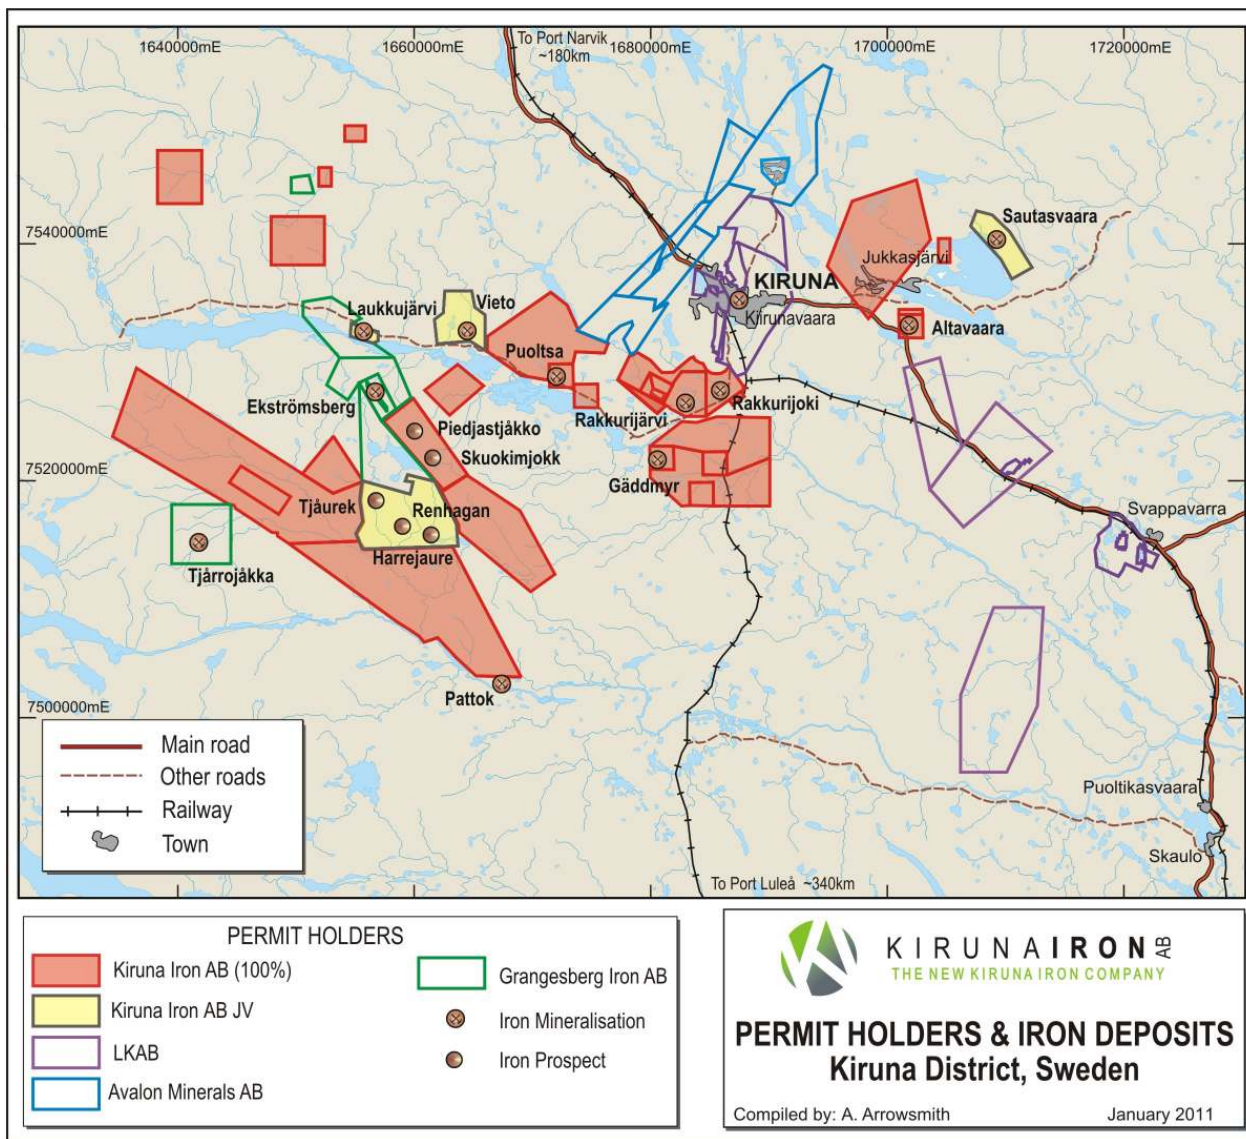 1640000mE
1660000mE
To Port Narvik
~180km
1680000mE
1700000mE
1720000mE
7540000mE
Sautasvaara
Jukkasjärvi
KIRUNA
Kiirunavaara
Laukkujärvi
Vieto
Altavaara
Puoltsa
Ekströmsberg
Rakkurijärvi
Rakkurijoki
Piedjastjåkko
Skuokimjokk
7520000mE
Gäddmyr
Tjåurek
Renhagan
Harrejaure
Svappavarra
Tjårrojåkka
Pattok
7500000mE
Main road
Other roads
Railway
Town
Puoltikasvaara
Skaulo
To Port Luleå ~340km
PERMIT HOLDERS
Kiruna Iron AB (100%)
Kiruna Iron AB JV
LKAB
Avalon Minerals AB
Grangesberg Iron AB
Iron Mineralisation
Iron Prospect
KIRUNAIRON AB
THE NEW KIRUNA IRON COMPANY
PERMIT HOLDERS & IRON DEPOSITS
Kiruna District, Sweden
Compiled by: A. Arrowsmith
January 2011